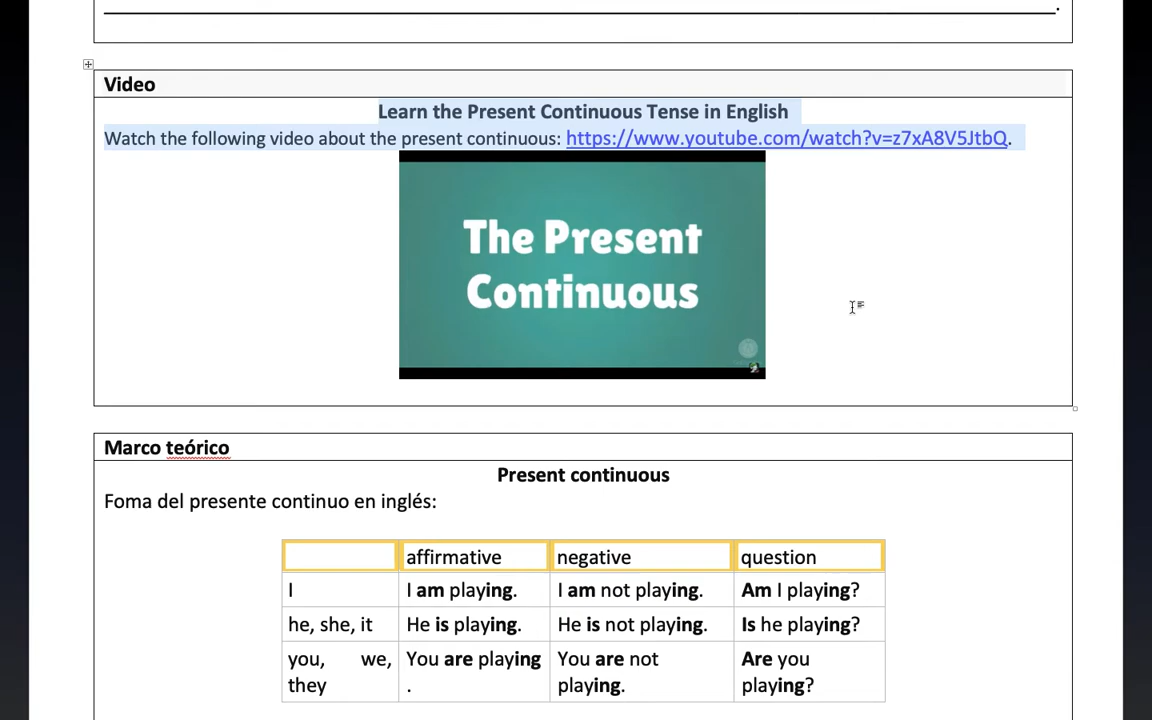 .
Video
Learn the Present Continuous Tense in English
Watch the following video about the present continuous: https://www.youtube.com/watch?v=z7xA8V5JtbQ.
The Present
Continuous
Marco teórico
Present continuous
Foma del presente continuo en inglés:
affirmative negative question
I I am playing. I am not playing. Am I playing?
he, she, it He is playing. He is not playing. Is he playing?
you, we, You are playing You are not Are you
they . playing. playing?